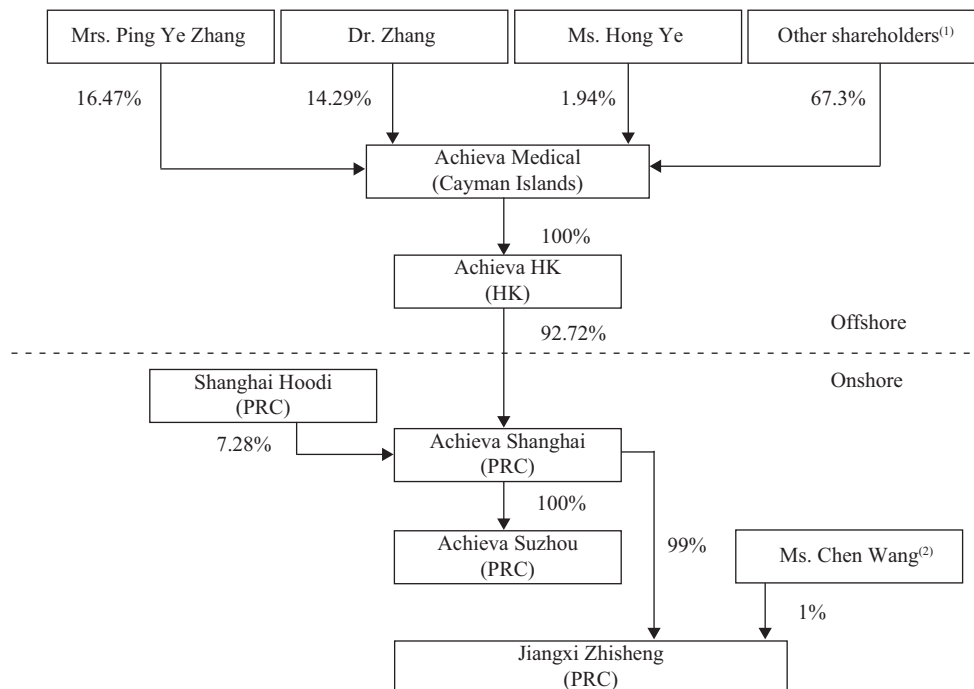 Mrs. Ping Ye Zhang
Dr. Zhang
Ms. Hong Ye
Other shareholders(1)
16.47%
14.29%
1.94%
67.3%
Achieva Medical
(Cayman Islands)
100%
Achieva HK
(HK)
92.72%
Offshore
Onshore
Shanghai Hoodi
(PRC)
7.28%
Achieva Shanghai
(PRC)
100%
Achieva Suzhou
(PRC)
99%
Ms. Chen Wang(2)
1%
Jiangxi Zhisheng
(PRC)